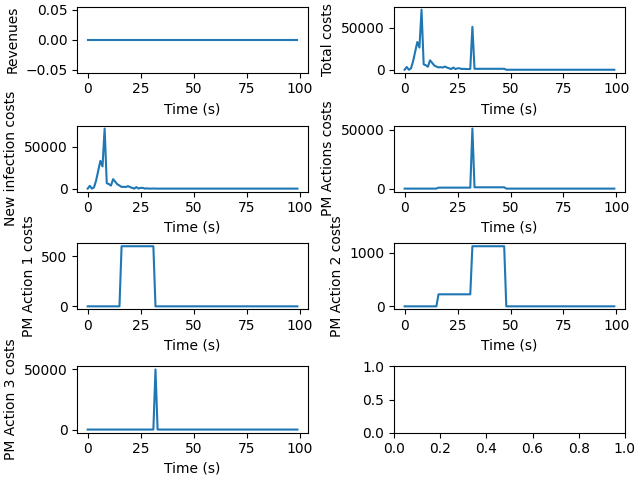 Revenues
0.05
0.00
−0.05
0 25 50 75 100
Time (s)
Total costs
50000
0
0 25 50 75 100
Time (s)
New infection costs
50000
0
0 25 50 75 100
Time (s)
PM Actions costs
50000
0
0 25 50 75 100
Time (s)
PM Action 1 costs
500
0
0 25 50 75 100
Time (s)
PM Action 2 costs
1000
0
0 25 50 75 100
Time (s)
PM Action 3 costs
50000
0
0 25 50 75 100
Time (s)
1.0
0.5
0.0
0.0 0.2 0.4 0.6 0.8 1.0